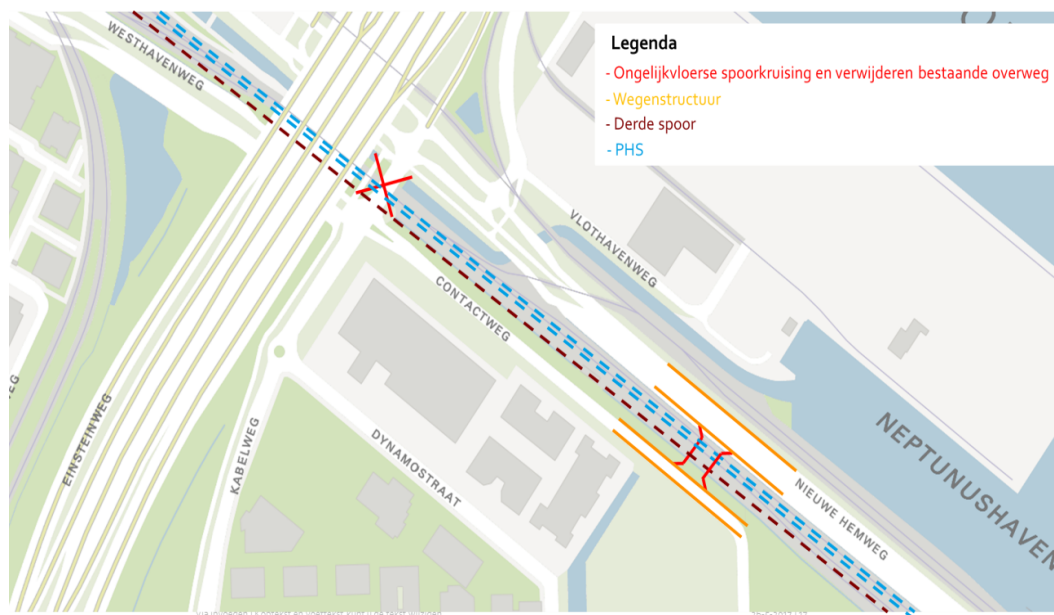 Legenda
- Ongelijkvloerse spoorkruising en verwijderen bestaande overweg
- Wegenstructuur
- Derde spoor
- PHS
WESTHAVENWEG
VLOTHAVENWEG
CONTACTWEG
EINSTEINWEG
KABELWEG
DYNAMOSTRAAT
NEPTUNUSHAVEN
NIEUWE HEMWEG